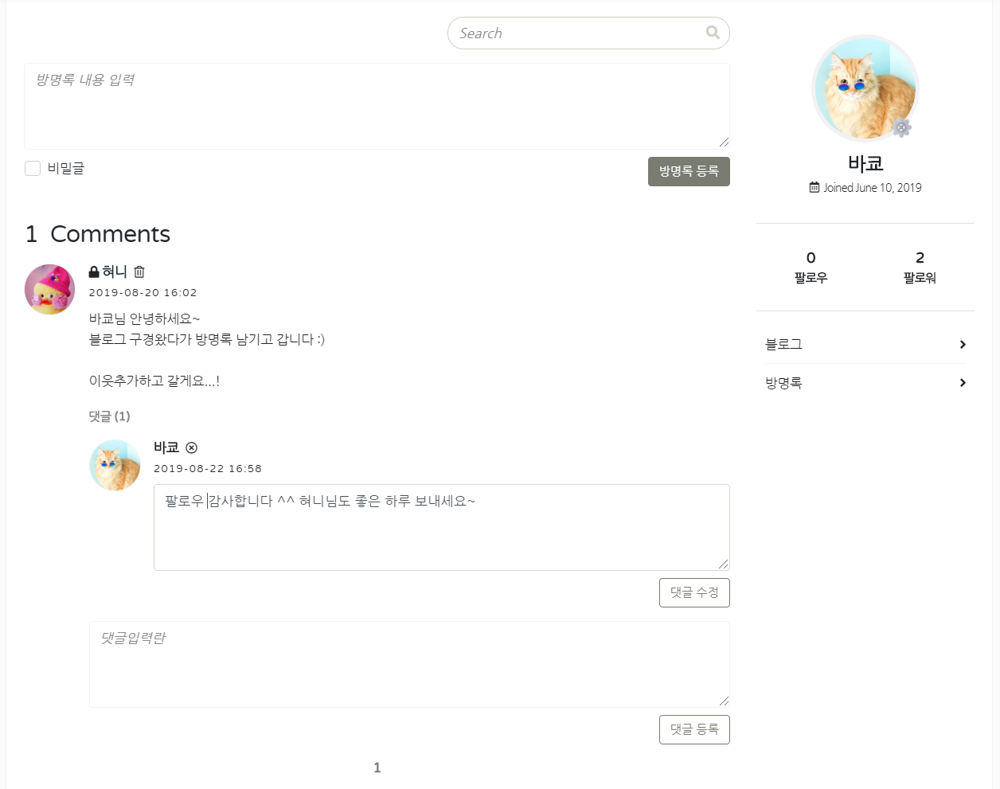 Search
방명록 내용 입력
비밀글
방명록 등록
1 Comments
혀니
2019-08-20 16:02
바쿄님 안녕하세요~
블로그 구경왔다가 방명록 남기고 갑니다 :)
이웃추가하고 갈게요...!
댓글 (1)
바쿄
2019-08-22 16:58
팔로우 감사합니다 ^^ 혀니님도 좋은 하루 보내세요~
댓글 수정
댓글입력란
댓글 등록
1
바쿄
Joined June 10, 2019
0
팔로우
2
팔로워
블로그
방명록